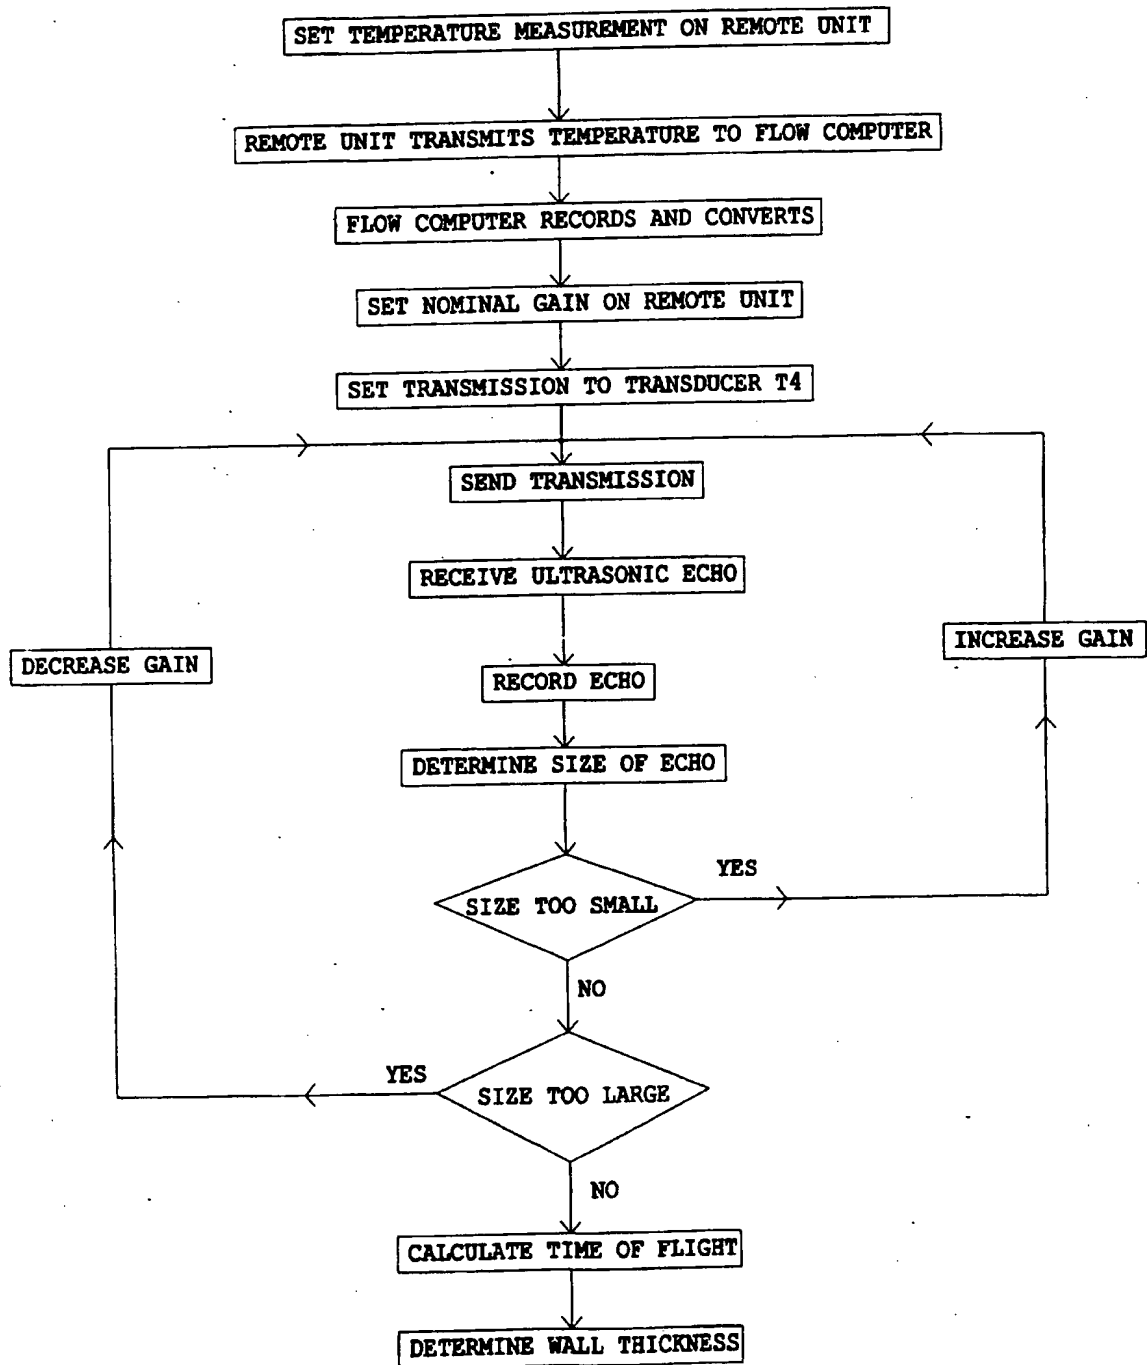 SET TEMPERATURE MEASUREMENT ON REMOTE UNIT
REMOTE UNIT TRANSMITS TEMPERATURE TO FLOW COMPUTER
FLOW COMPUTER RECORDS AND CONVERTS
SET NOMINAL GAIN ON REMOTE UNIT
SET TRANSMISSION TO TRANSDUCER T4
SEND TRANSMISSION
RECEIVE ULTRASONIC ECHO
DECREASE GAIN
INCREASE GAIN
RECORD ECHO
DETERMINE SIZE OF ECHO
YES
SIZE TOO SMALL
NO
YES
SIZE TOO LARGE
NO
CALCULATE TIME OF FLIGHT
DETERMINE WALL THICKNESS